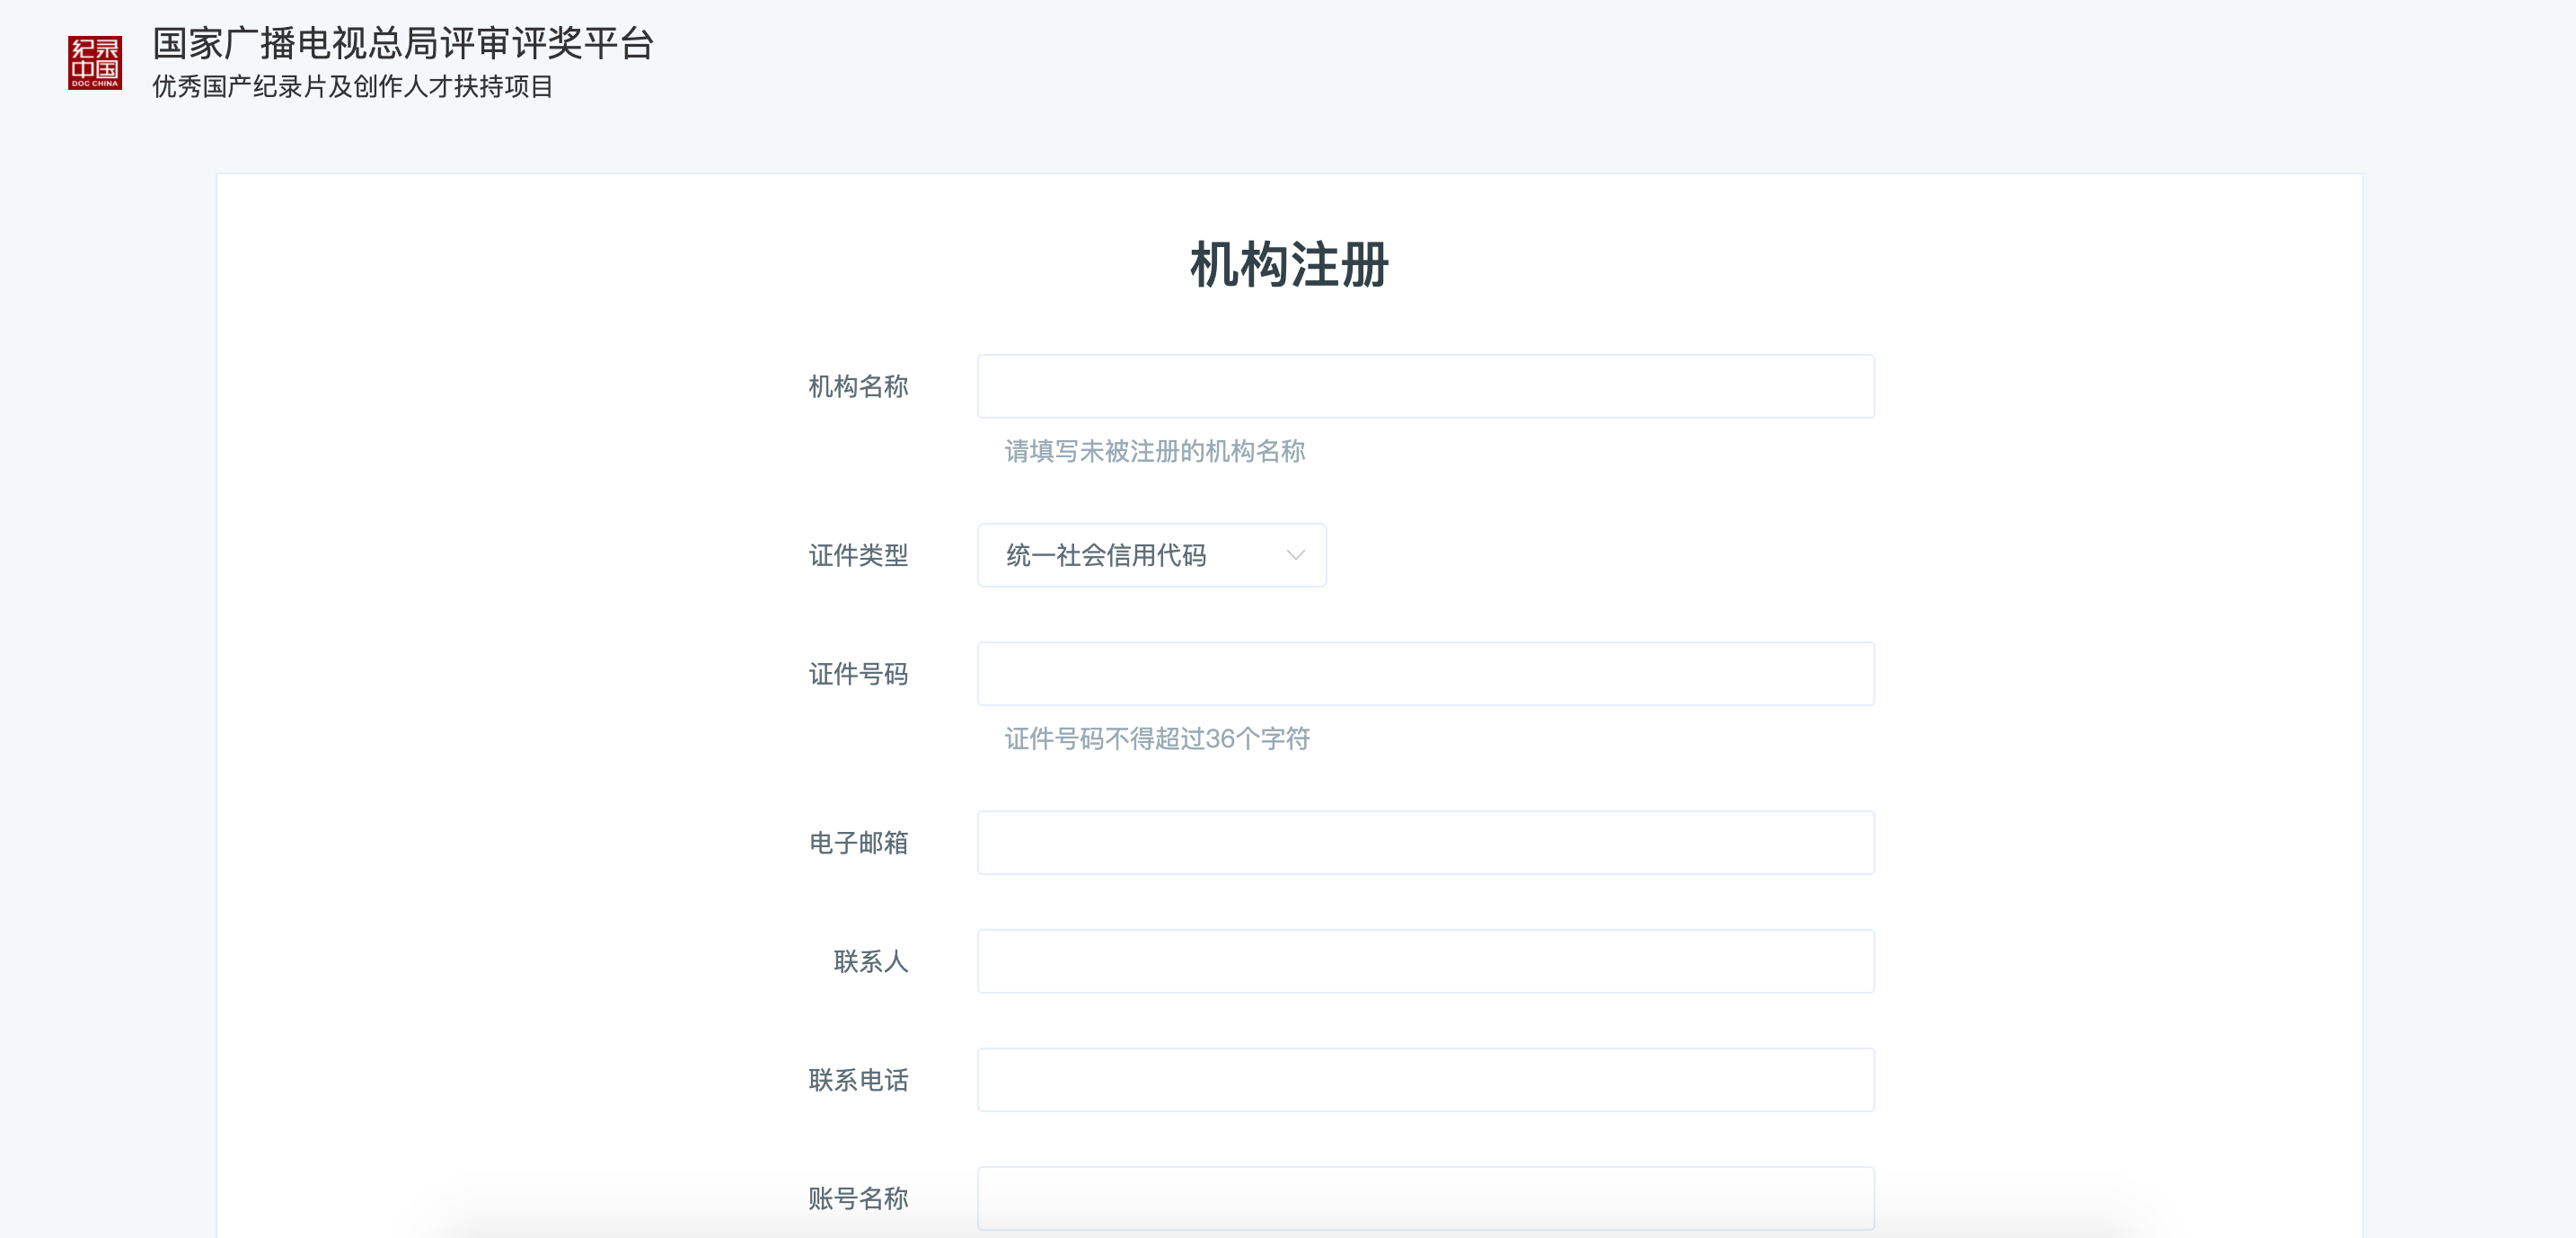 纪录
中国
DOC CHINA
国家广播电视总局评审评奖平台
优秀国产纪录片及创作人才扶持项目
机构注册
机构名称
请填写未被注册的机构名称
证件类型 统一社会信用代码
证件号码
证件号码不得超过36个字符
电子邮箱
联系人
联系电话
账号名称